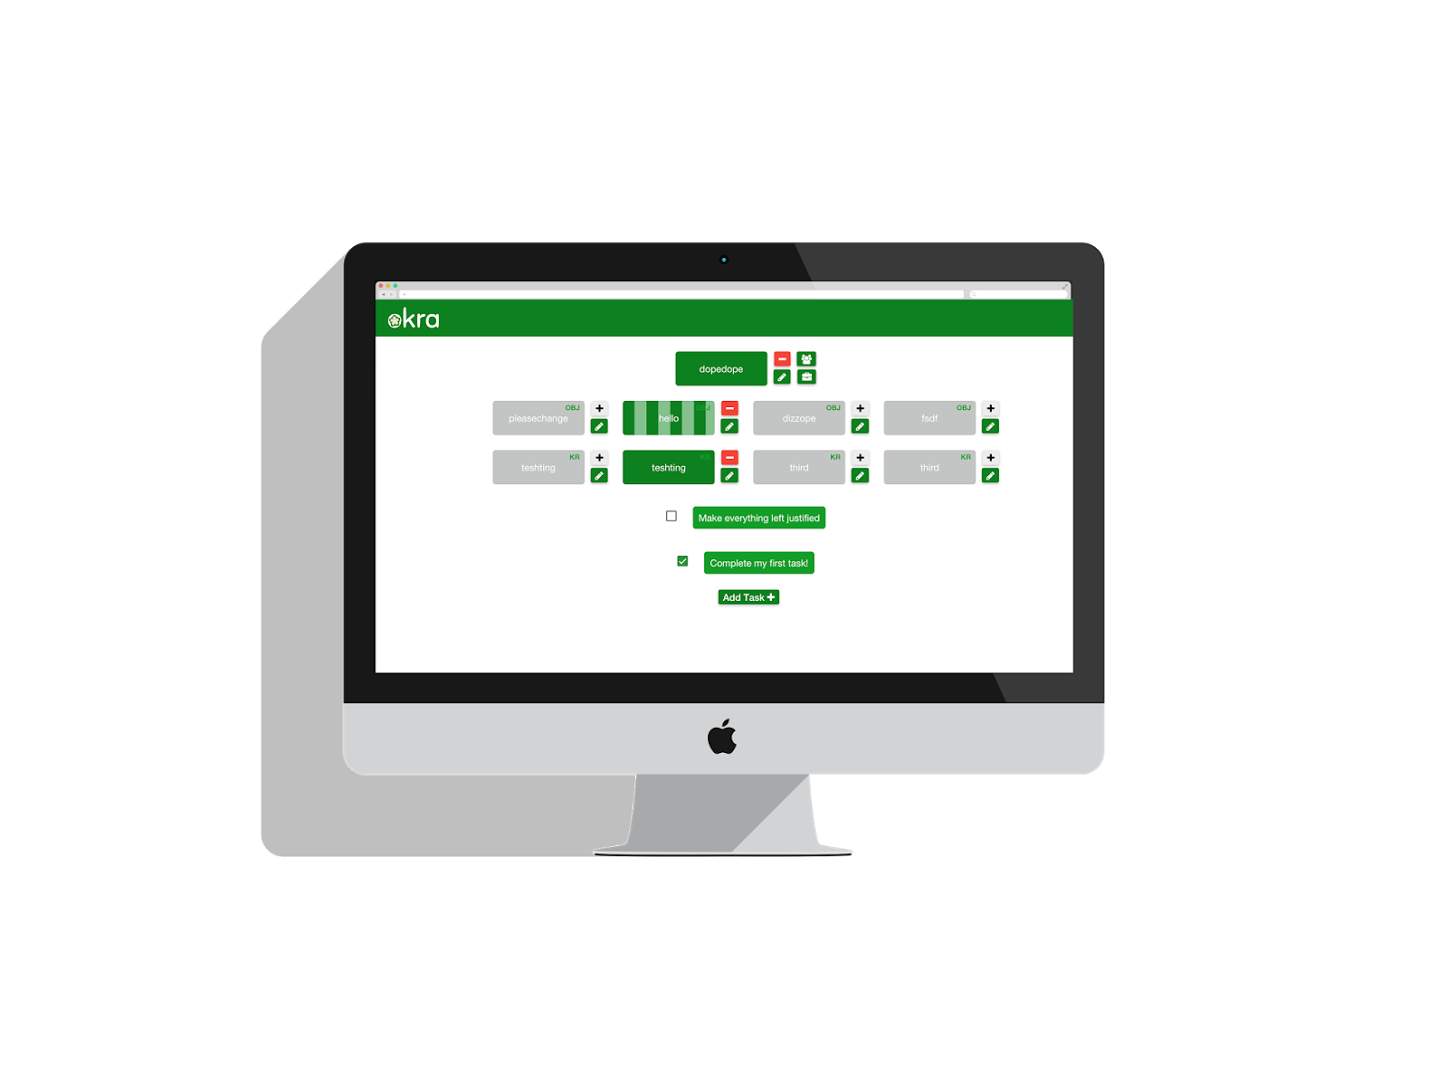 okra
dopedope
OBJ OBJ OBJ OBJ
pleasechange hello dizzope fsdf
KR KR KR KR
teshting teshting third third
Make everything left justified
Complete my first task!
Add Task